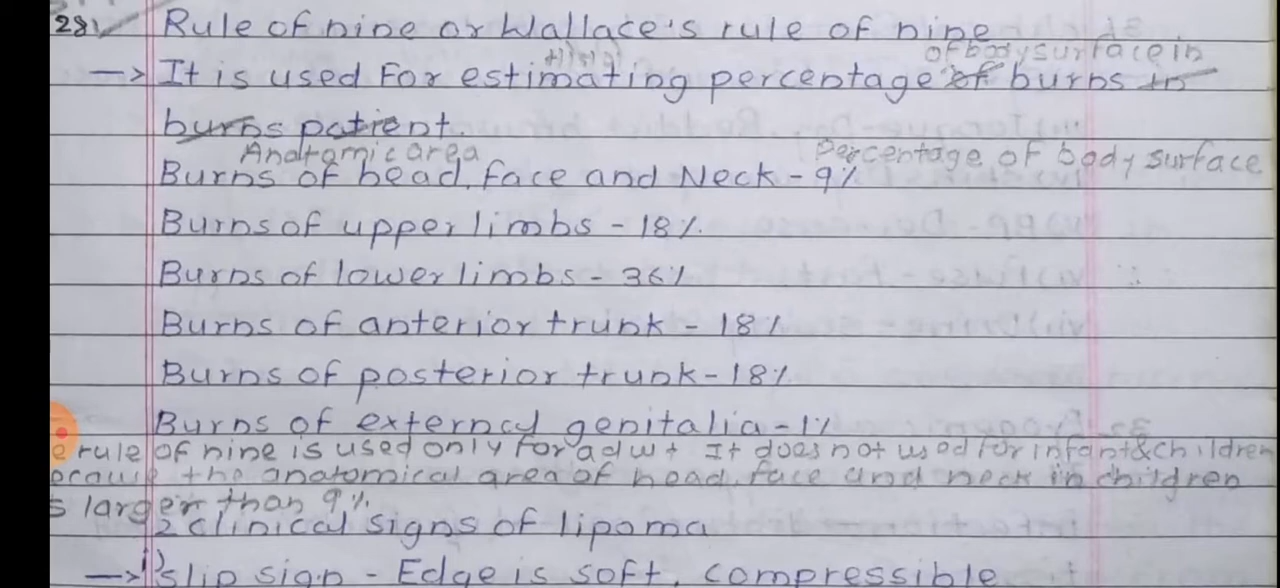 28) Rule of nine or Wallace's rule of nine
of body surface in
-> It is used for estimating percentage of burns in
burns patient.
Anatomic area Percentage of body surface
Burns of head, face and Neck - 9%
Burns of upper limbs - 18%.
Burns of lower limbs - 36%
Burns of anterior trunk - 18%
Burns of posterior trunk - 18%
Burns of external genitalia - 1%
e rule of nine is used only for adult It does not used for infant & children
because the anatomical area of head, face and neck in children
s larger than 9%.
2 clinical signs of lipoma
-> i) slip sign - Edge is soft, compressible